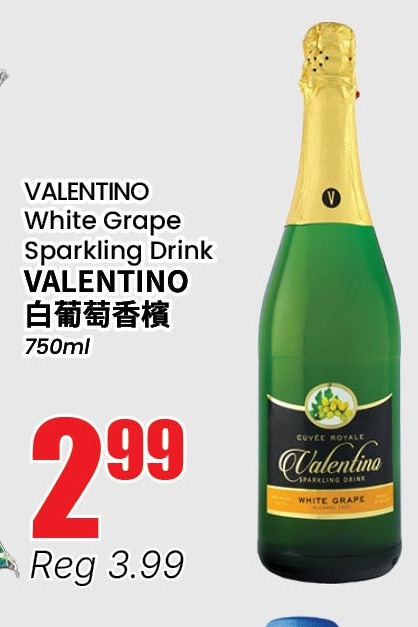 VALENTINO
White Grape
Sparkling Drink
VALENTINO
白葡萄香檳
750ml
2.99
Reg 3.99
V
CUVÉE ROYALE
Valentino
SPARKLING DRINK
WHITE GRAPE
ALCOHOL FREE